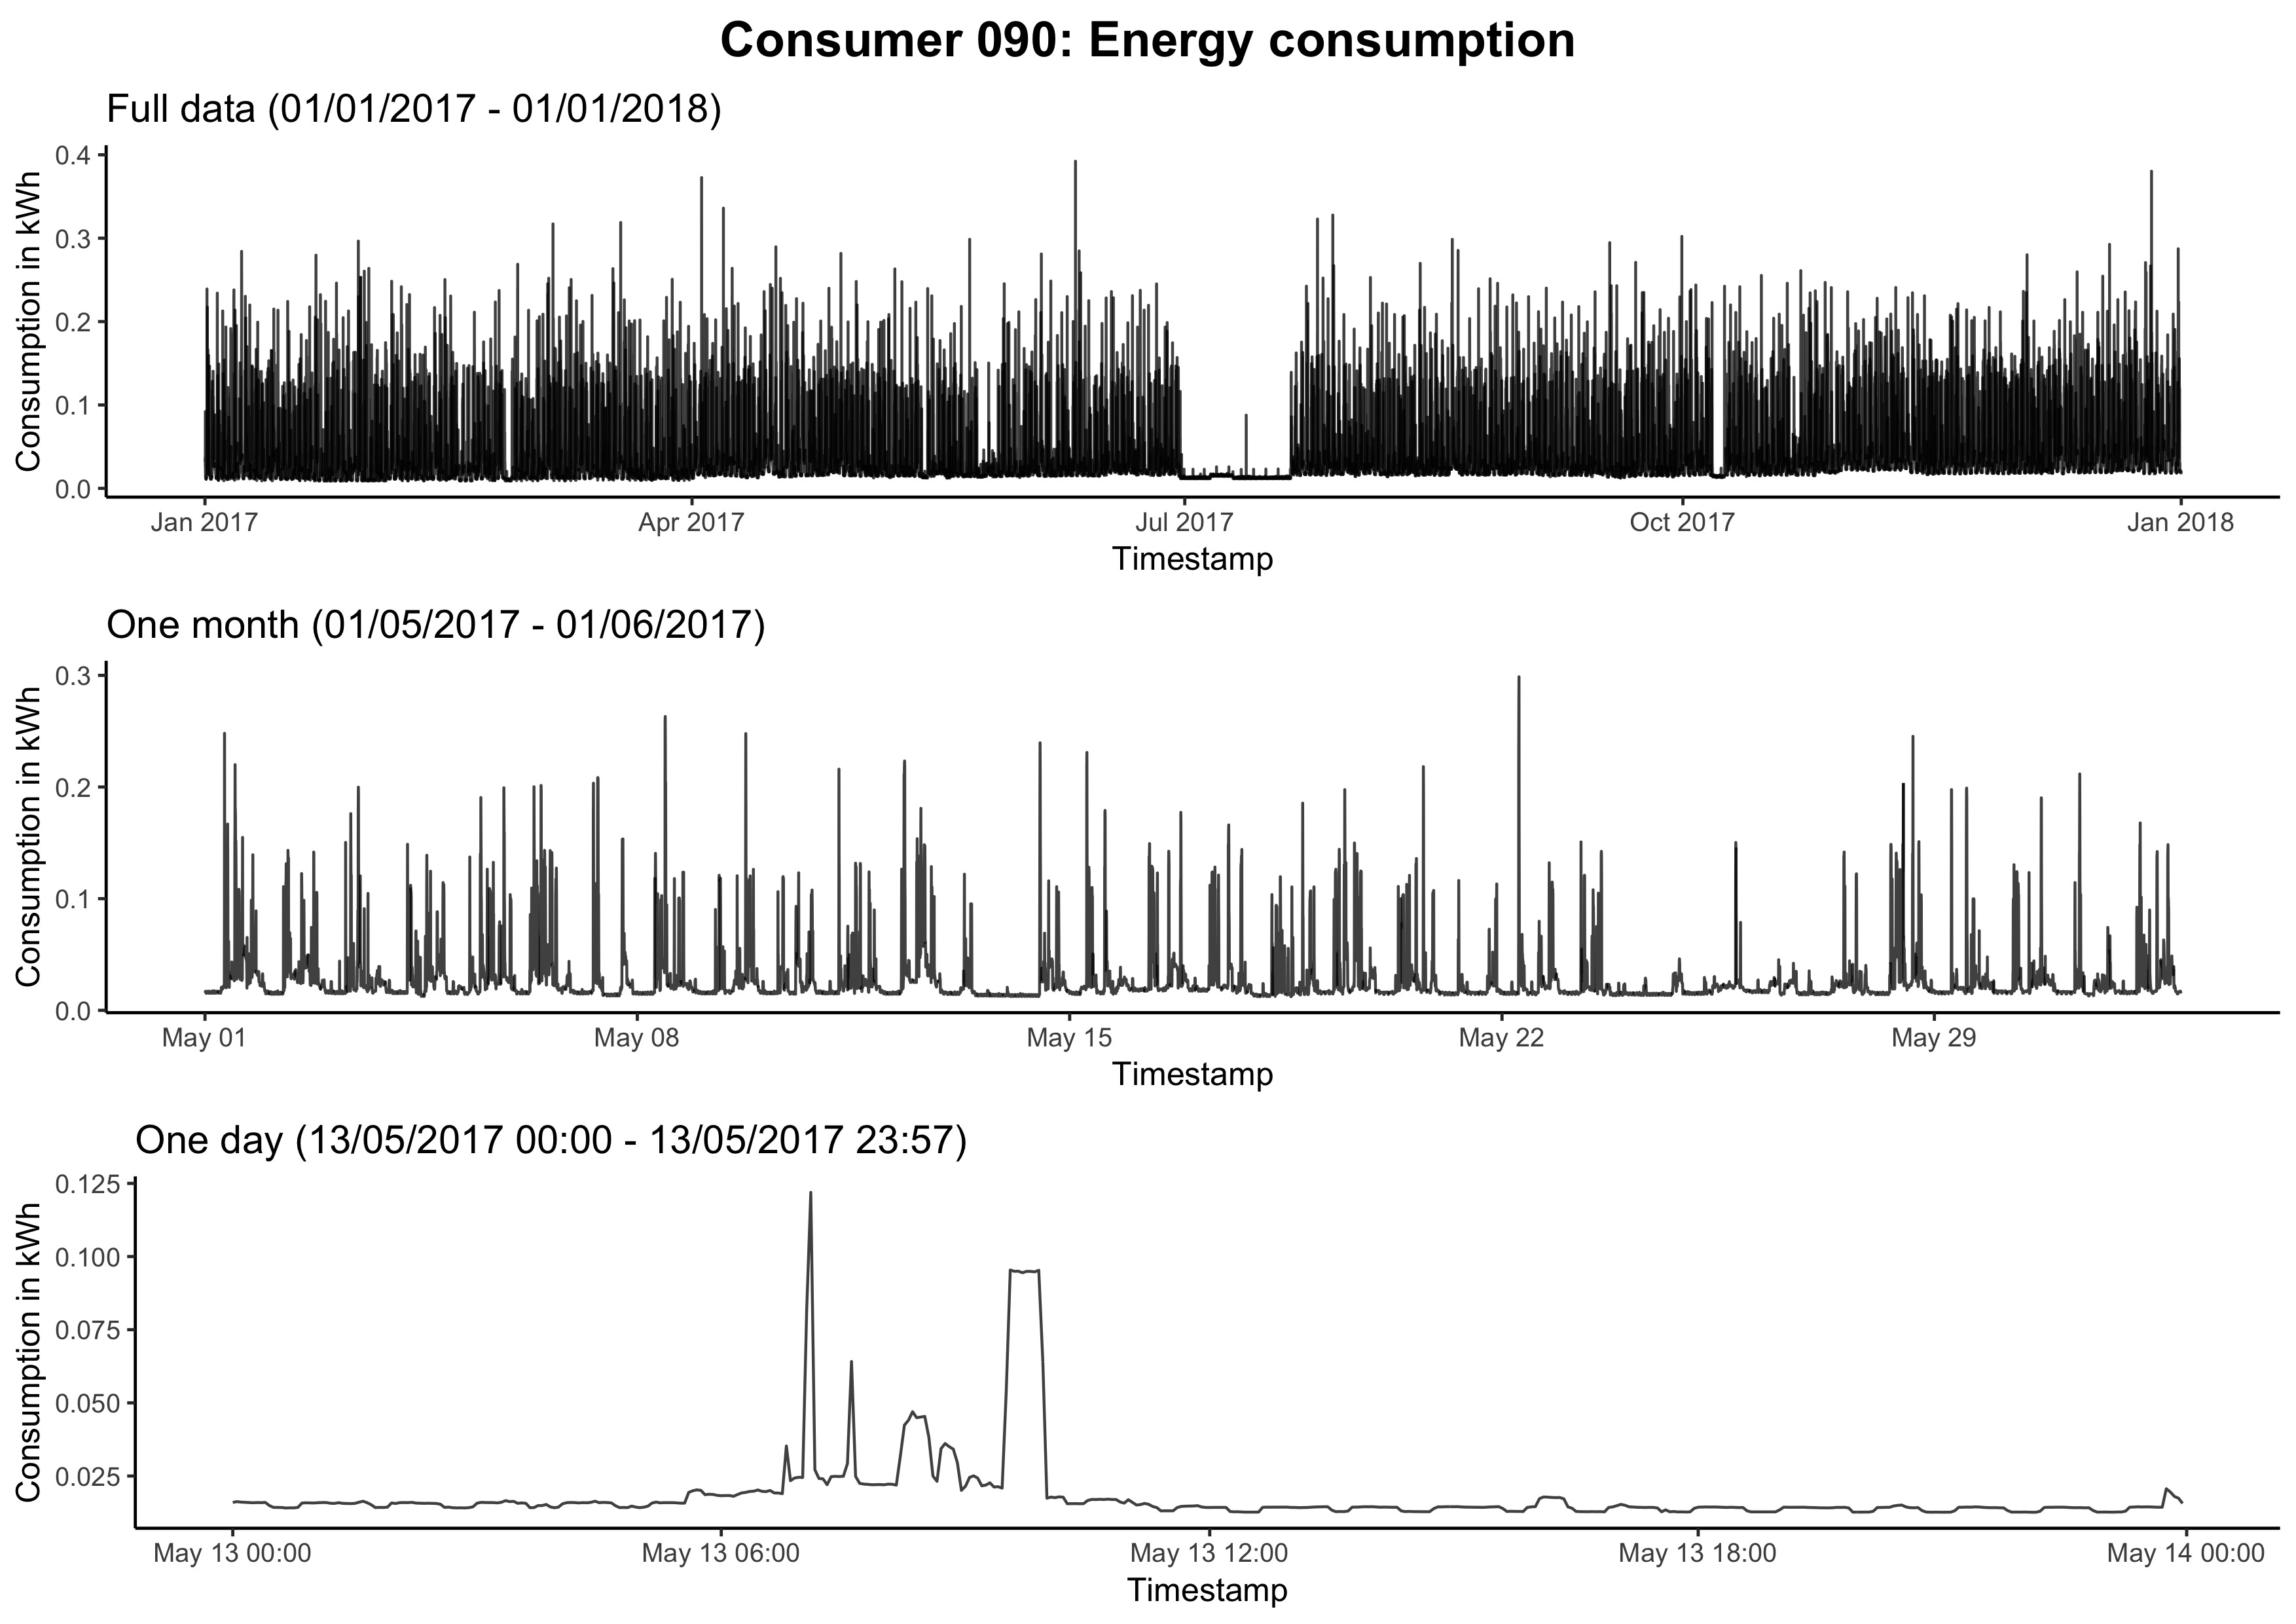 Consumer 090: Energy consumption
Full data (01/01/2017 - 01/01/2018)
Consumption in kWh
0.4
0.3
0.2
0.1
0.0
Jan 2017 Apr 2017 Jul 2017 Oct 2017 Jan 2018
Timestamp
One month (01/05/2017 - 01/06/2017)
Consumption in kWh
0.3
0.2
0.1
0.0
May 01 May 08 May 15 May 22 May 29
Timestamp
One day (13/05/2017 00:00 - 13/05/2017 23:57)
Consumption in kWh
0.125
0.100
0.075
0.050
0.025
May 13 00:00 May 13 06:00 May 13 12:00 May 13 18:00 May 14 00:00
Timestamp